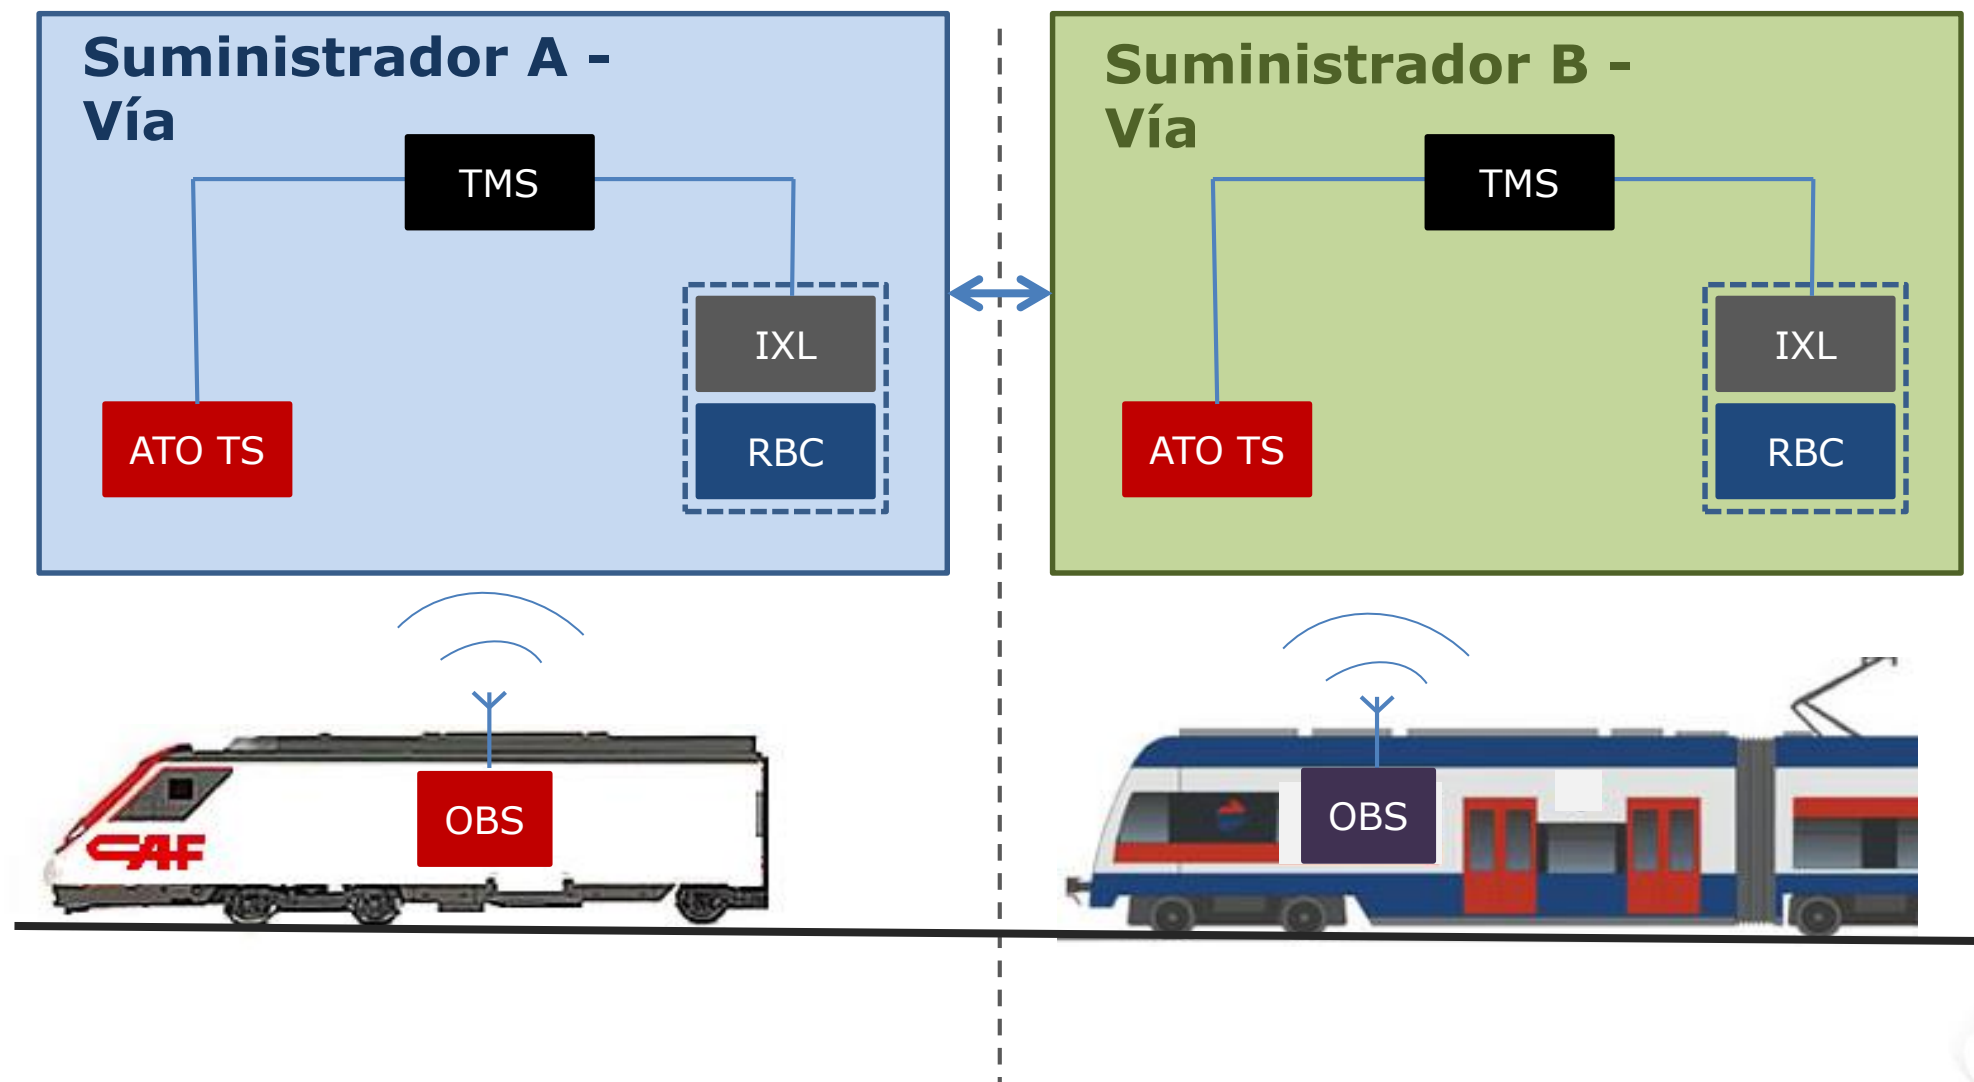 Suministrador A -
Vía
TMS
IXL
RBC
ATO TS
Suministrador B -
Vía
TMS
IXL
RBC
ATO TS
OBS
CAF
OBS